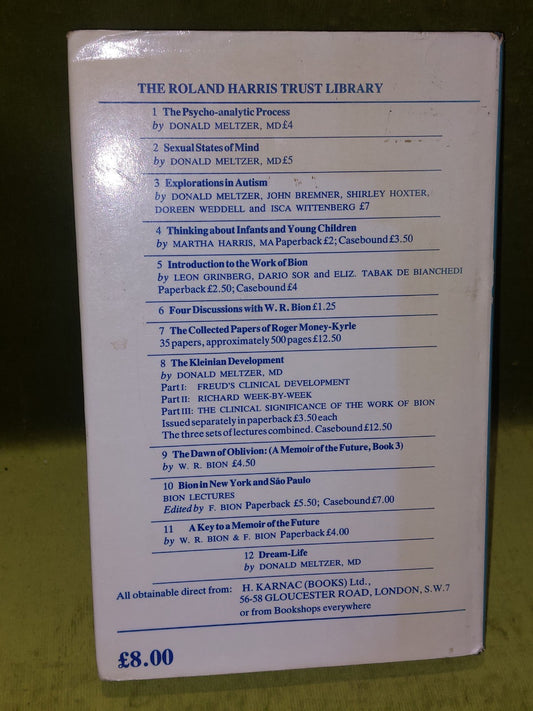 THE ROLAND HARRIS TRUST LIBRARY
1 The Psycho-analytic Process
by DONALD MELTZER, MD £4
2 Sexual States of Mind
by DONALD MELTZER, MD £5
3 Explorations in Autism
by DONALD MELTZER, JOHN BREMNER, SHIRLEY HOXTER,
DOREEN WEDDELL and ISCA WITTENBERG £7
4 Thinking about Infants and Young Children
by MARTHA HARRIS, MA Paperback £2; Casebound £3.50
5 Introduction to the Work of Bion
by LEON GRINBERG, DARIO SOR and ELIZ. TABAK DE BIANCHEDI
Paperback £2.50; Casebound £4
6 Four Discussions with W. R. Bion £1.25
7 The Collected Papers of Roger Money-Kyrle
35 papers, approximately 500 pages £12.50
8 The Kleinian Development
by DONALD MELTZER, MD
Part I: FREUD'S CLINICAL DEVELOPMENT
Part II: RICHARD WEEK-BY-WEEK
Part III: THE CLINICAL SIGNIFICANCE OF THE WORK OF BION
Issued separately in paperback £3.50 each
The three sets of lectures combined. Casebound £12.50
9 The Dawn of Oblivion: (A Memoir of the Future, Book 3)
by W. R. BION £4.50
10 Bion in New York and São Paulo
BION LECTURES
Edited by F. BION Paperback £5.50; Casebound £7.00
11 A Key to a Memoir of the Future
by W. R. BION & F. BION Paperback £4.00
12 Dream-Life
by DONALD MELTZER, MD
All obtainable direct from: H. KARNAC (BOOKS) Ltd.,
56-58 GLOUCESTER ROAD, LONDON, S.W.7
or from Bookshops everywhere
£8.00